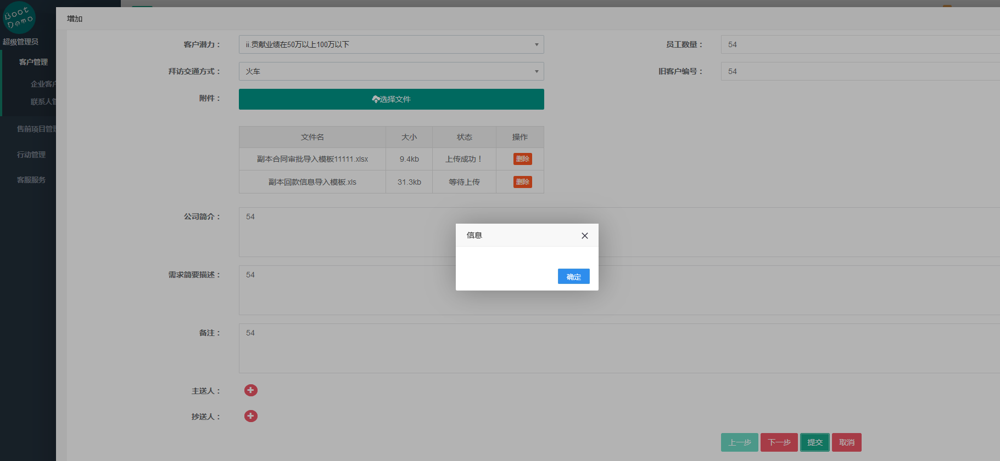 Boot
Demo
超级管理员
客户管理
企业客户
联系人管
售前项目管理
行动管理
客服服务
增加
客户潜力： ii.贡献业绩在50万以上100万以下 员工数量： 54
拜访交通方式： 火车 旧客户编号： 54
附件： 选择文件
文件名 大小 状态 操作
副本合同审批导入模板11111.xlsx 9.4kb 上传成功！ 删除
副本回款信息导入模板.xls 31.3kb 等待上传 删除
公司简介： 54
信息
确定
需求简要描述： 54
备注： 54
主送人：
抄送人：
上一步 下一步 提交 取消